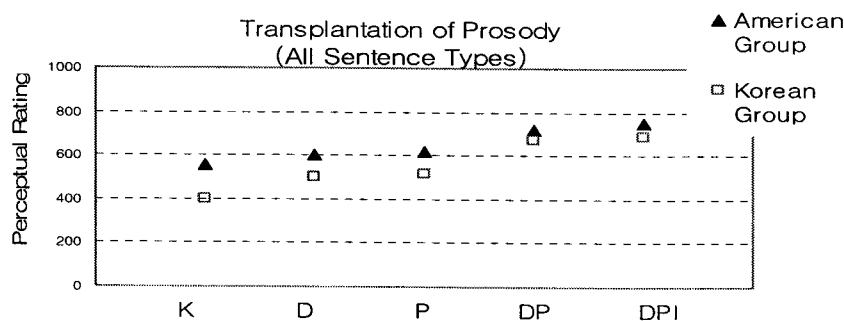 Transplantation of Prosody
(All Sentence Types)
American
Group
Korean
Group
Perceptual Rating
1000
800
600
400
200
0
K D P DP DPI